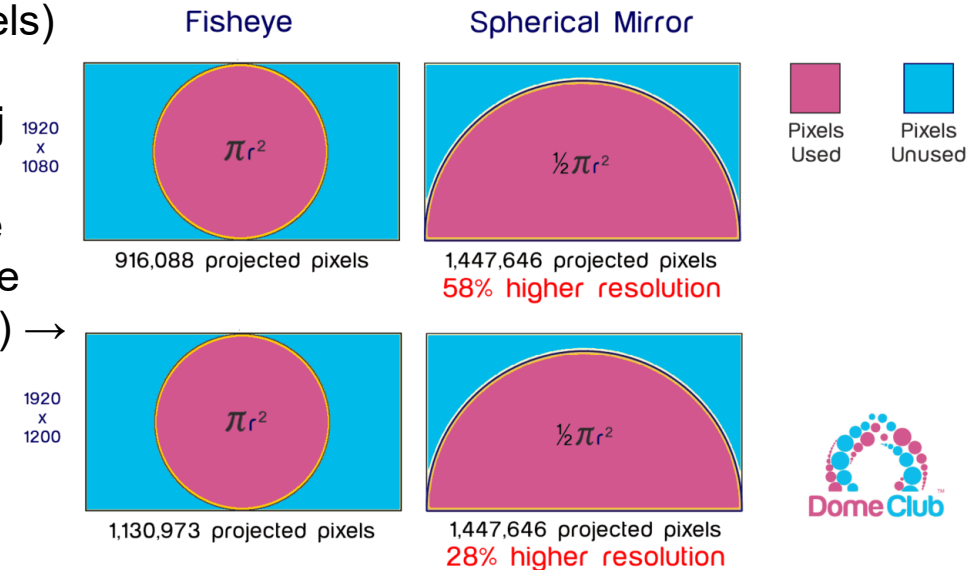 els)
Fisheye
Spherical Mirror
j
1920
x
1080
πr²
½πr²
Pixels
Used
Pixels
Unused
e
916,088 projected pixels
1,447,646 projected pixels
58% higher resolution
) →
1920
x
1200
πr²
½πr²
1,130,973 projected pixels
1,447,646 projected pixels
28% higher resolution
DomeClub™